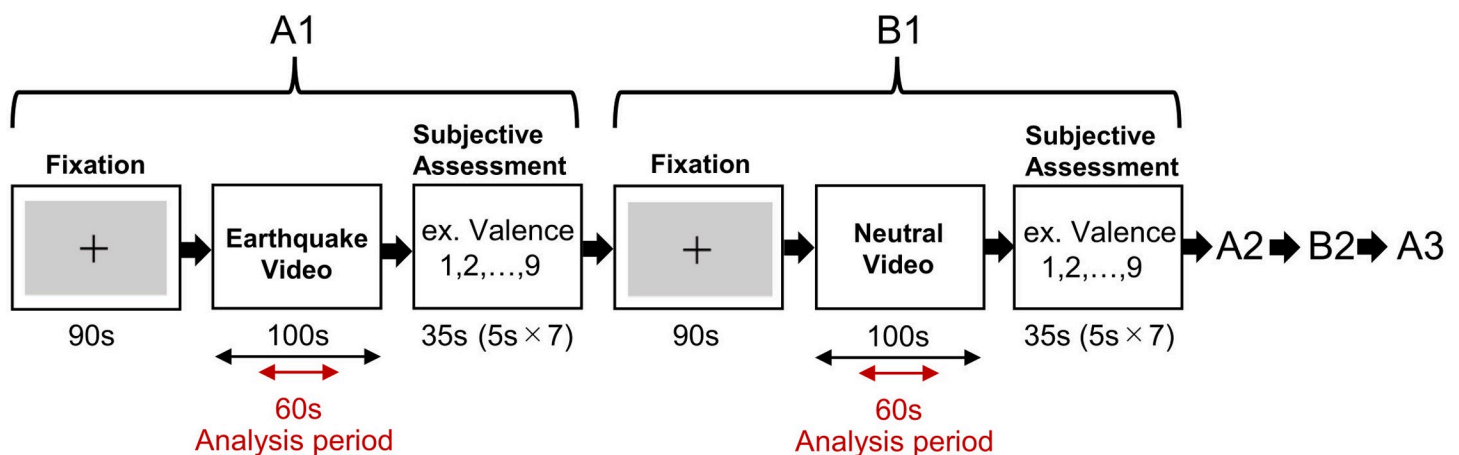 A1
B1
Fixation
Subjective
Assessment
Fixation
Subjective
Assessment
Earthquake
Video
ex. Valence
1,2,...,9
Neutral
Video
ex. Valence
1,2,...,9
A2
B2
A3
90s
100s
35s (5s×7)
90s
100s
35s (5s×7)
60s
Analysis period
60s
Analysis period